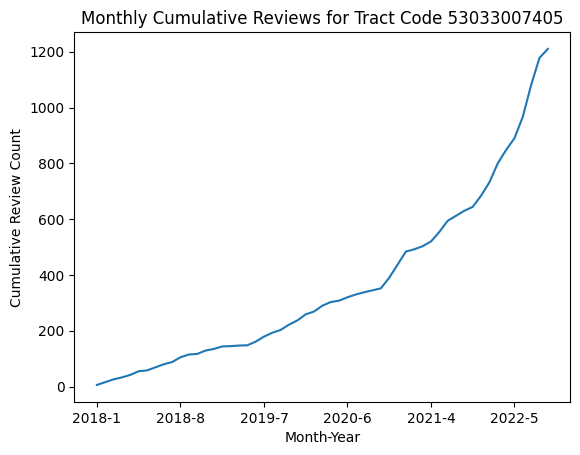 Monthly Cumulative Reviews for Tract Code 53033007405
Cumulative Review Count
1200
1000
800
600
400
200
0
2018-1 2018-8 2019-7 2020-6 2021-4 2022-5
Month-Year